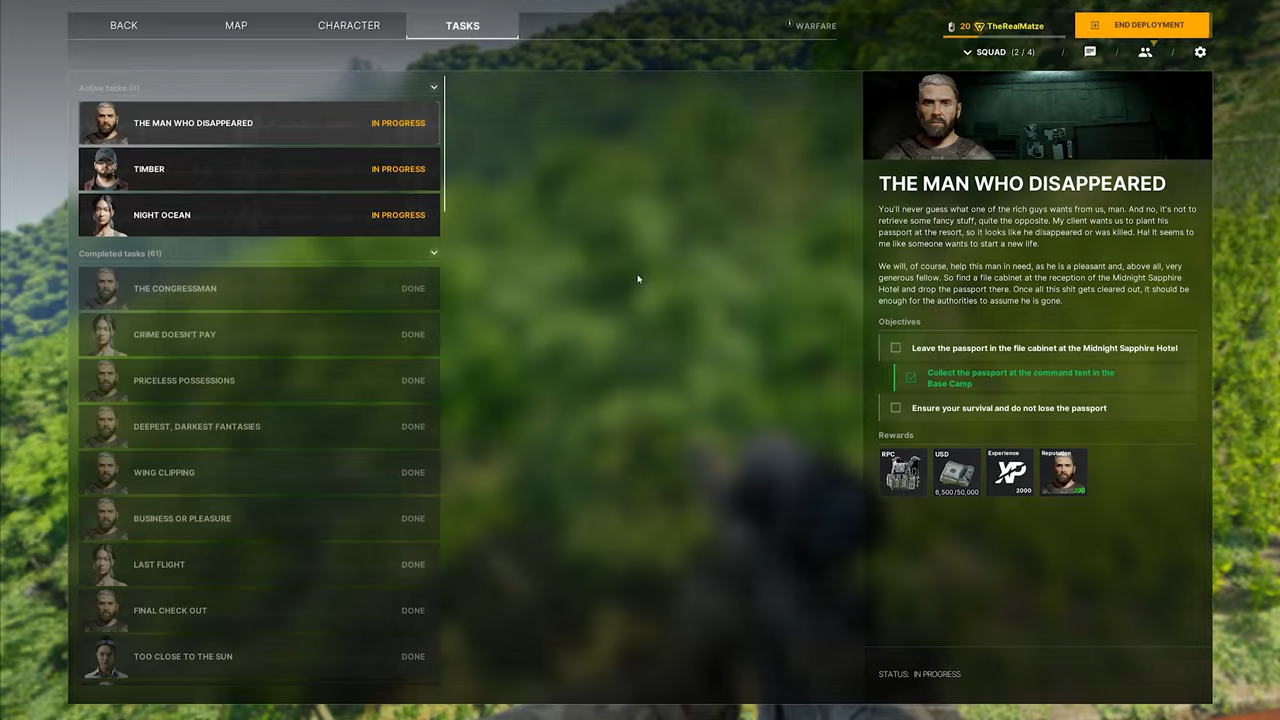 BACK
MAP
CHARACTER
TASKS
WARFARE
20 TheRealMatze
END DEPLOYMENT
SQUAD (2 / 4)
Active tasks (3)
THE MAN WHO DISAPPEARED IN PROGRESS
TIMBER IN PROGRESS
NIGHT OCEAN IN PROGRESS
Completed tasks (61)
THE CONGRESSMAN DONE
CRIME DOESN'T PAY DONE
PRICELESS POSSESSIONS DONE
DEEPEST, DARKEST FANTASIES DONE
WING CLIPPING DONE
BUSINESS OR PLEASURE DONE
LAST FLIGHT DONE
FINAL CHECK OUT DONE
TOO CLOSE TO THE SUN DONE
THE MAN WHO DISAPPEARED
You'll never guess what one of the rich guys wants from us, man. And no, it's not to
retrieve some fancy stuff, quite the opposite. My client wants us to plant his
passport at the resort, so it looks like he disappeared or was killed. Ha! It seems to
me like someone wants to start a new life.
We will, of course, help this man in need, as he is a pleasant and, above all, very
generous fellow. So find a file cabinet at the reception of the Midnight Sapphire
Hotel and drop the passport there. Once all this shit gets cleared out, it should be
enough for the authorities to assume he is gone.
Objectives
Leave the passport in the file cabinet at the Midnight Sapphire Hotel
Collect the passport at the command tent in the
Base Camp
Ensure your survival and do not lose the passport
Rewards
RPC
USD
6,500/50,000
Experience
XP
2000
Reputation
200
STATUS: IN PROGRESS